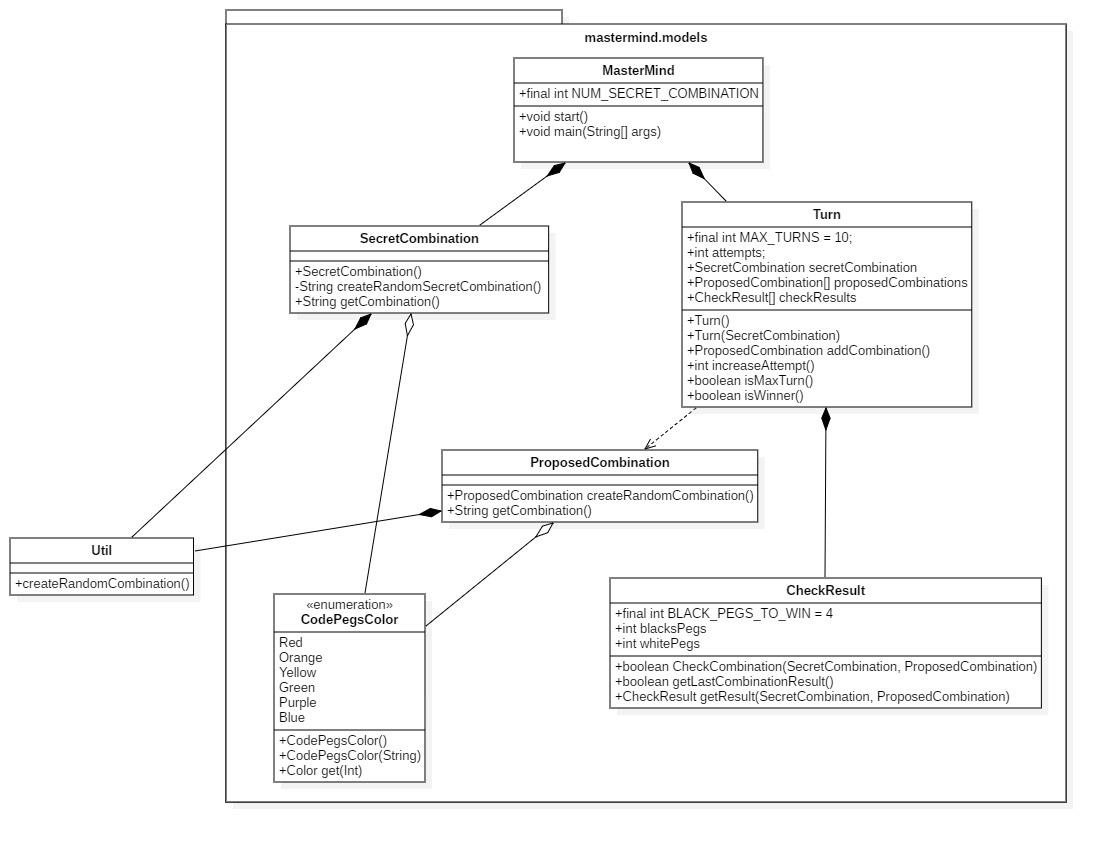 mastermind.models
MasterMind
+final int NUM_SECRET_COMBINATION
+void start()
+void main(String[] args)
SecretCombination
+SecretCombination()
-String createRandomSecretCombination()
+String getCombination()
Turn
+final int MAX_TURNS = 10;
+int attempts;
+SecretCombination secretCombination
+ProposedCombination[] proposedCombinations
+CheckResult[] checkResults
+Turn()
+Turn(SecretCombination)
+ProposedCombination addCombination()
+int increaseAttempt()
+boolean isMaxTurn()
+boolean isWinner()
ProposedCombination
+ProposedCombination createRandomCombination()
+String getCombination()
Util
+createRandomCombination()
«enumeration»
CodePegsColor
Red
Orange
Yellow
Green
Purple
Blue
+CodePegsColor()
+CodePegsColor(String)
+Color get(Int)
CheckResult
+final int BLACK_PEGS_TO_WIN = 4
+int blacksPegs
+int whitePegs
+boolean CheckCombination(SecretCombination, ProposedCombination)
+boolean getLastCombinationResult()
+CheckResult getResult(SecretCombination, ProposedCombination)